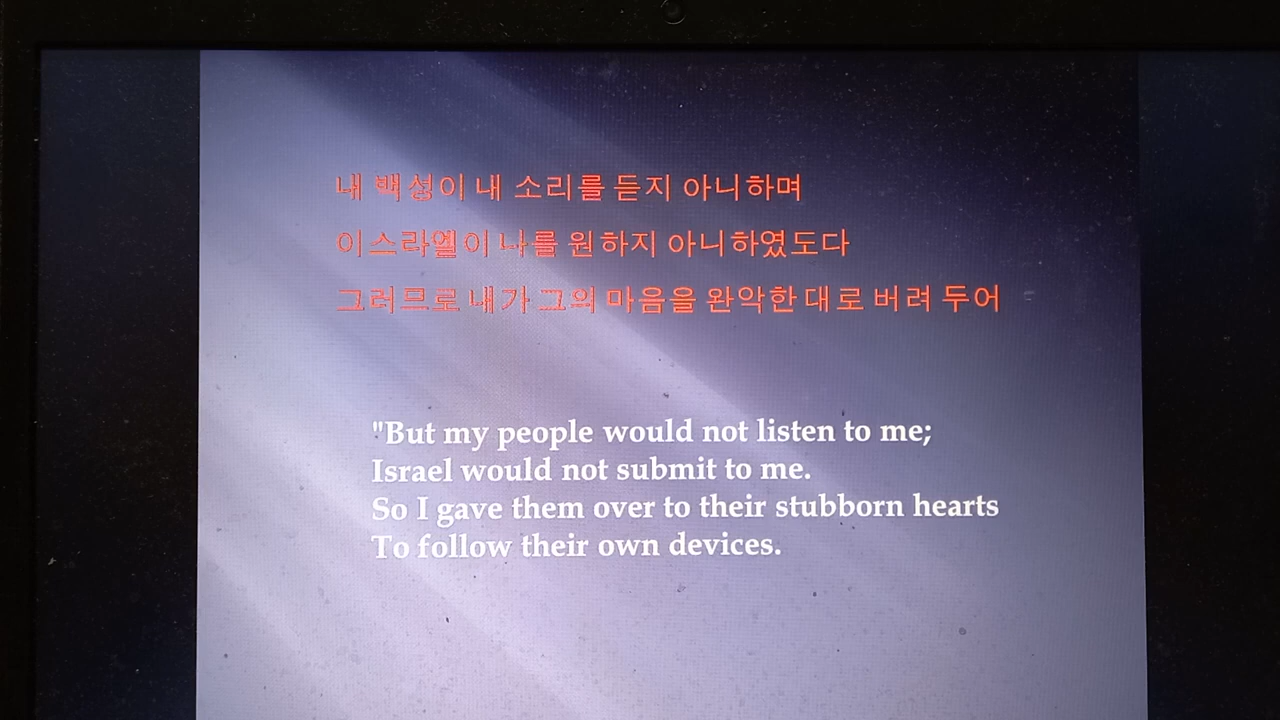 내 백성이 내 소리를 듣지 아니하며
이스라엘이 나를 원하지 아니하였도다
그러므로 내가 그의 마음을 완악한 대로 버려 두어
"But my people would not listen to me;
Israel would not submit to me.
So I gave them over to their stubborn hearts
To follow their own devices.